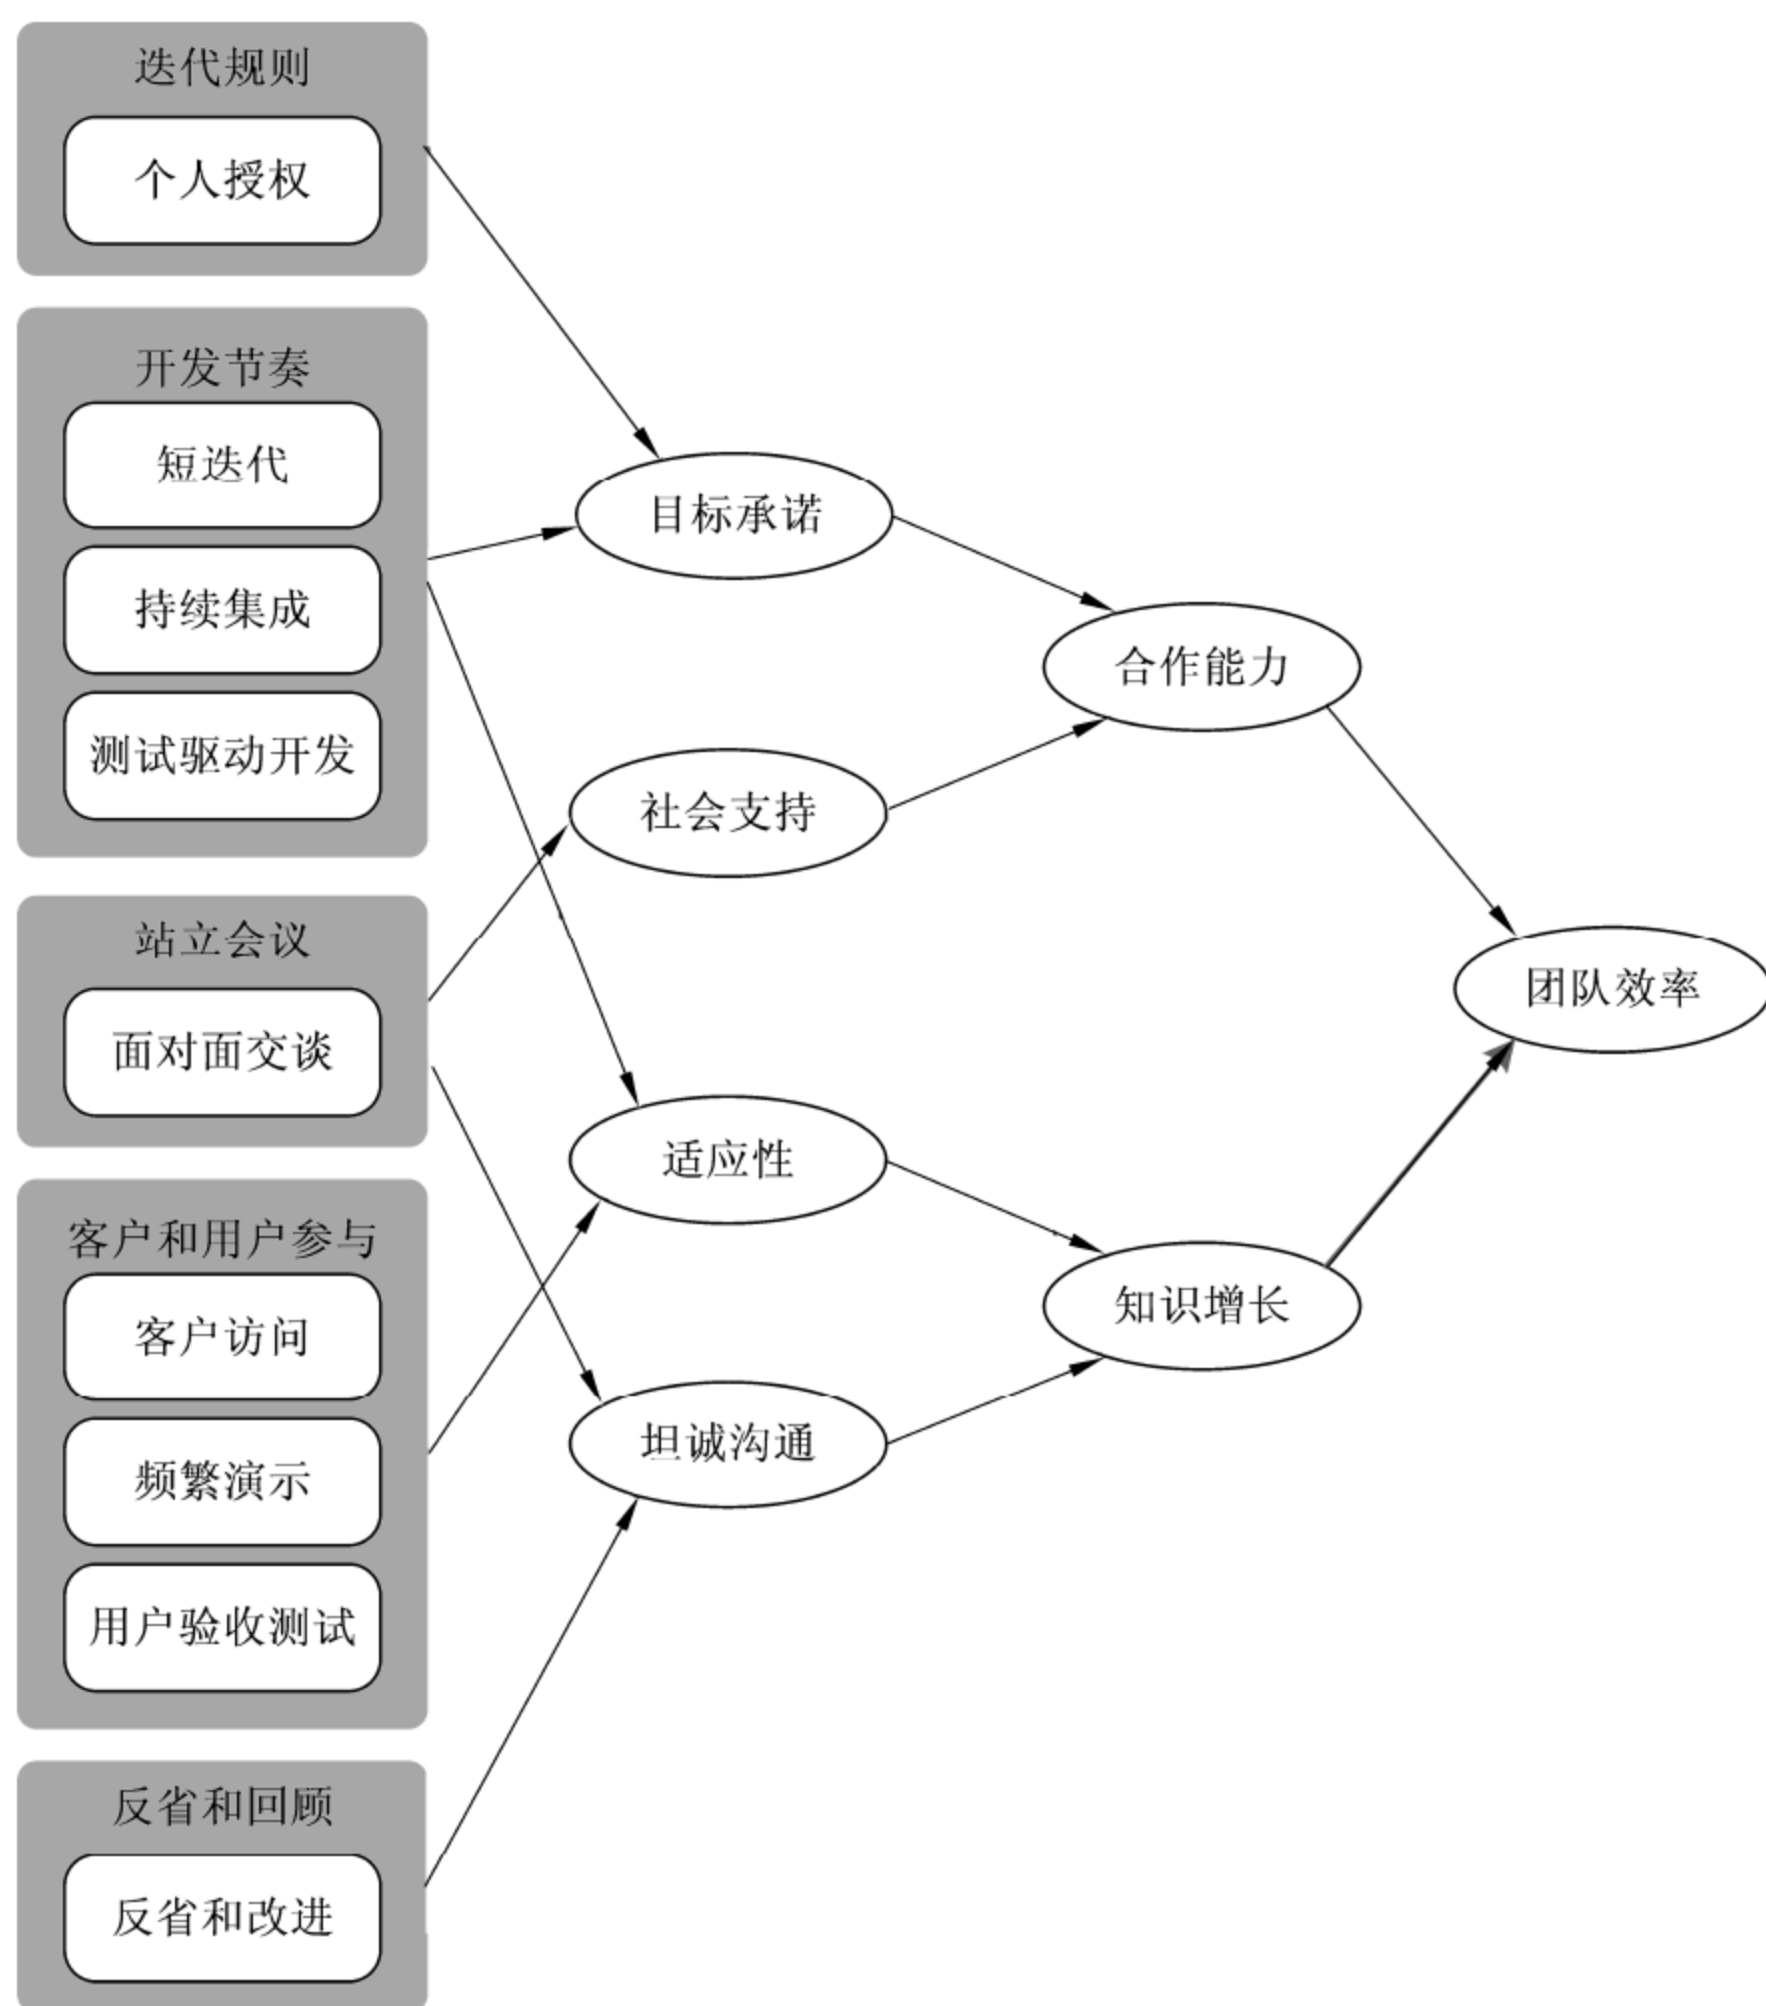 迭代规则
个人授权
开发节奏
短迭代
持续集成
测试驱动开发
站立会议
面对面交谈
客户和用户参与
客户访问
频繁演示
用户验收测试
反省和回顾
反省和改进
目标承诺
社会支持
适应性
坦诚沟通
合作能力
知识增长
团队效率